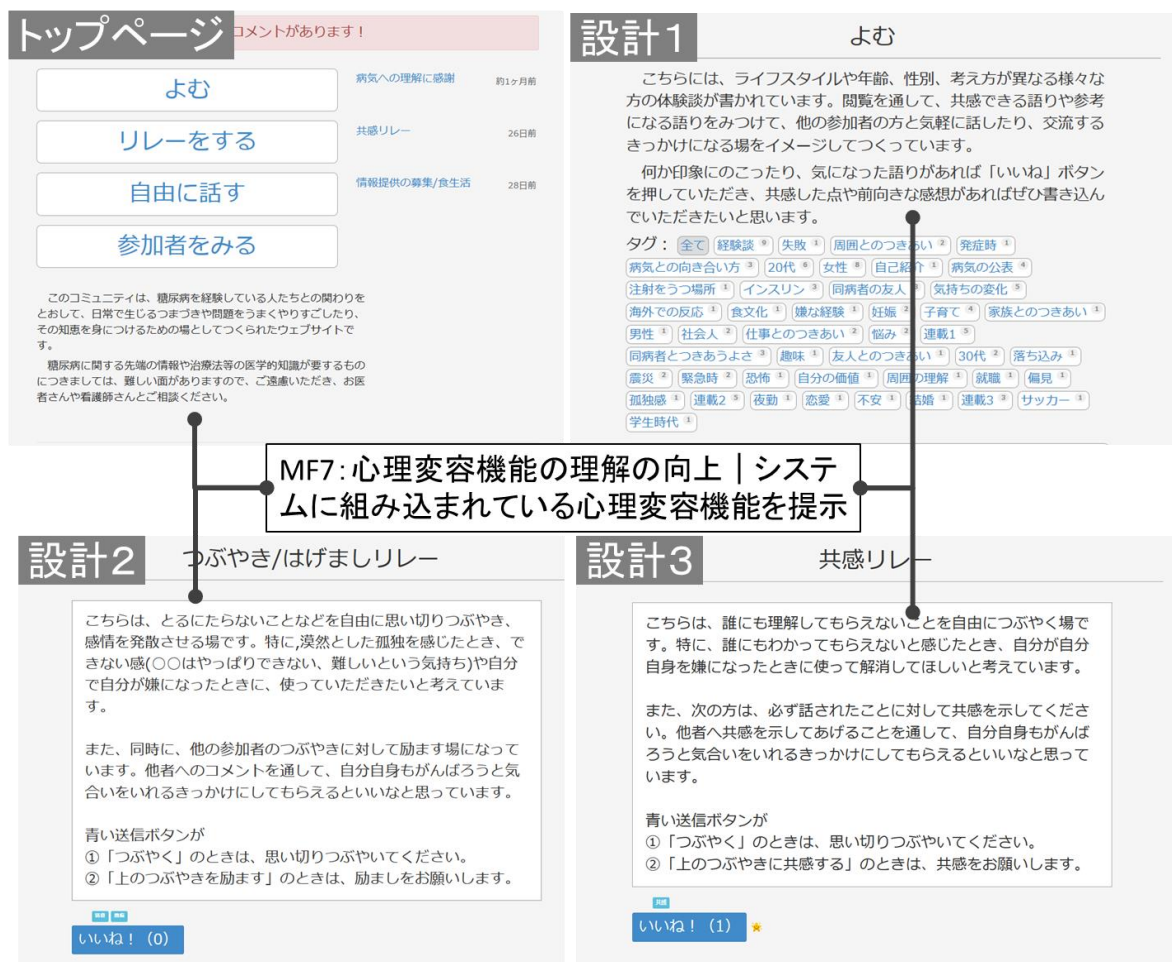 トップページ
コメントがあります！
よむ
リレーをする
自由に話す
参加者をみる
病気への理解に感謝 約1ヶ月前
共感リレー 26日前
情報提供の募集/食生活 28日前
このコミュニティは、糖尿病を経験している人たちとの関わりを
とおして、日常で生じるつまづきや問題をうまくやりすごしたり、
その知恵を身につけるための場としてつくられたウェブサイトで
す。
糖尿病に関する先端の情報や治療法等の医学的知識が要するもの
につきましては、難しい面がありますので、ご遠慮いただき、お医
者さんや看護師さんとご相談ください。
設計1
よむ
こちらには、ライフスタイルや年齢、性別、考え方が異なる様々な
方の体験談が書かれています。閲覧を通して、共感できる語りや参考
になる語りをみつけて、他の参加者の方と気軽に話したり、交流する
きっかけになる場をイメージしてつくっています。
何か印象にのこったり、気になった語りがあれば「いいね」ボタン
を押していただき、共感した点や前向きな感想があればぜひ書き込ん
でいただきたいと思います。
タグ： 全て 経験談 9 失敗 1 周囲とのつきあい 2 発症時 1
病気との向き合い方 3 20代 6 女性 8 自己紹介 1 病気の公表 4
注射をうつ場所 1 インスリン 3 同病者の友人 気持ちの変化 5
海外での反応 1 食文化 1 嫌な経験 1 妊娠 2 子育て 4 家族とのつきあい 1
男性 1 社会人 2 仕事とのつきあい 2 悩み 2 連載1 5
同病者とつきあうよさ 3 趣味 1 友人とのつきあい 1 30代 2 落ち込み 1
震災 2 緊急時 2 恐怖 1 自分の価値 1 周囲の理解 1 就職 1 偏見 1
孤独感 1 連載2 5 夜勤 1 恋愛 1 不安 1 結婚 1 連載3 3 サッカー 1
学生時代 1
MF7：心理変容機能の理解の向上｜システ
ムに組み込まれている心理変容機能を提示
設計2
つぶやき/はげましリレー
こちらは、とるにたらないことなどを自由に思い切りつぶやき、
感情を発散させる場です。特に,漠然とした孤独を感じたとき、で
きない感(○○はやっぱりできない、難しいという気持ち)や自分
で自分が嫌になったときに、使っていただきたいと考えていま
す。
また、同時に、他の参加者のつぶやきに対して励ます場になって
います。他者へのコメントを通して、自分自身もがんばろうと気
合いをいれるきっかけにしてもらえるといいなと思っています。
青い送信ボタンが
①「つぶやく」のときは、思い切りつぶやいてください。
②「上のつぶやきを励ます」のときは、励ましをお願いします。
いいね！（0）
設計3
共感リレー
こちらは、誰にも理解してもらえないことを自由につぶやく場で
す。特に、誰にもわかってもらえないと感じたとき、自分が自分
自身を嫌になったときに使って解消してほしいと考えています。
また、次の方は、必ず話されたことに対して共感を示してくださ
い。他者へ共感を示してあげることを通して、自分自身もがんば
ろうと気合いをいれるきっかけにしてもらえるといいなと思って
います。
青い送信ボタンが
①「つぶやく」のときは、思い切りつぶやいてください。
②「上のつぶやきに共感する」のときは、共感をお願いします。
共感
いいね！（1）